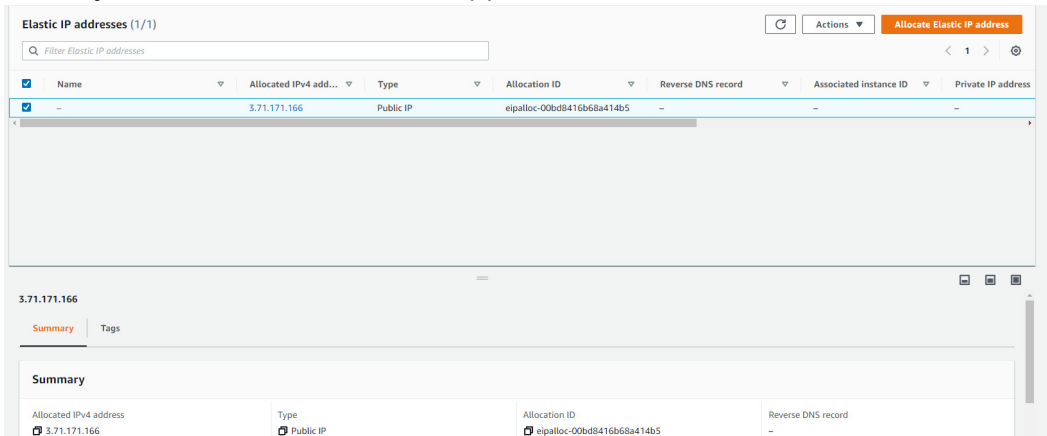 Elastic IP addresses (1/1) Actions ▼ Allocate Elastic IP address
Filter Elastic IP addresses < 1 >
Name Allocated IPv4 add... Type Allocation ID Reverse DNS record Associated instance ID Private IP address
– 3.71.171.166 Public IP eipalloc-00bd8416b68a414b5 – – –
3.71.171.166
Summary Tags
Summary
Allocated IPv4 address Type Allocation ID Reverse DNS record
3.71.171.166 Public IP eipalloc-00bd8416b68a414b5 –